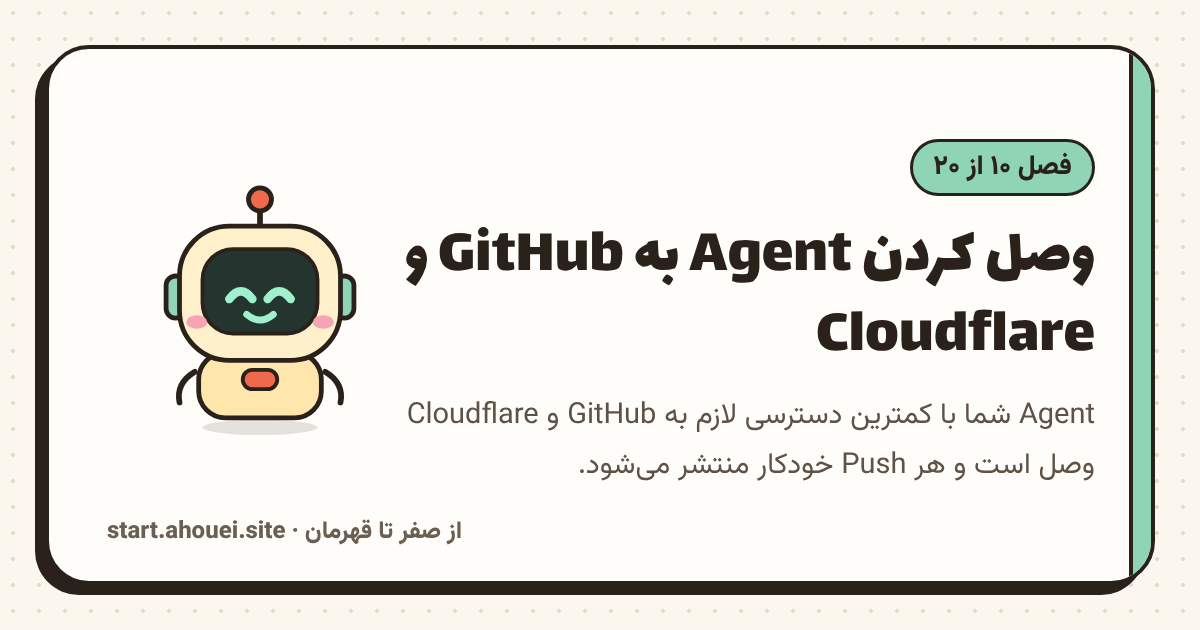 فصل ۱۰ از ۲۰
وصل کردن Agent به GitHub و
Cloudflare
Agent شما با کمترین دسترسی لازم به GitHub و Cloudflare
وصل است و هر Push خودکار منتشر می‌شود.
از صفر تا قهرمان · start.ahouei.site